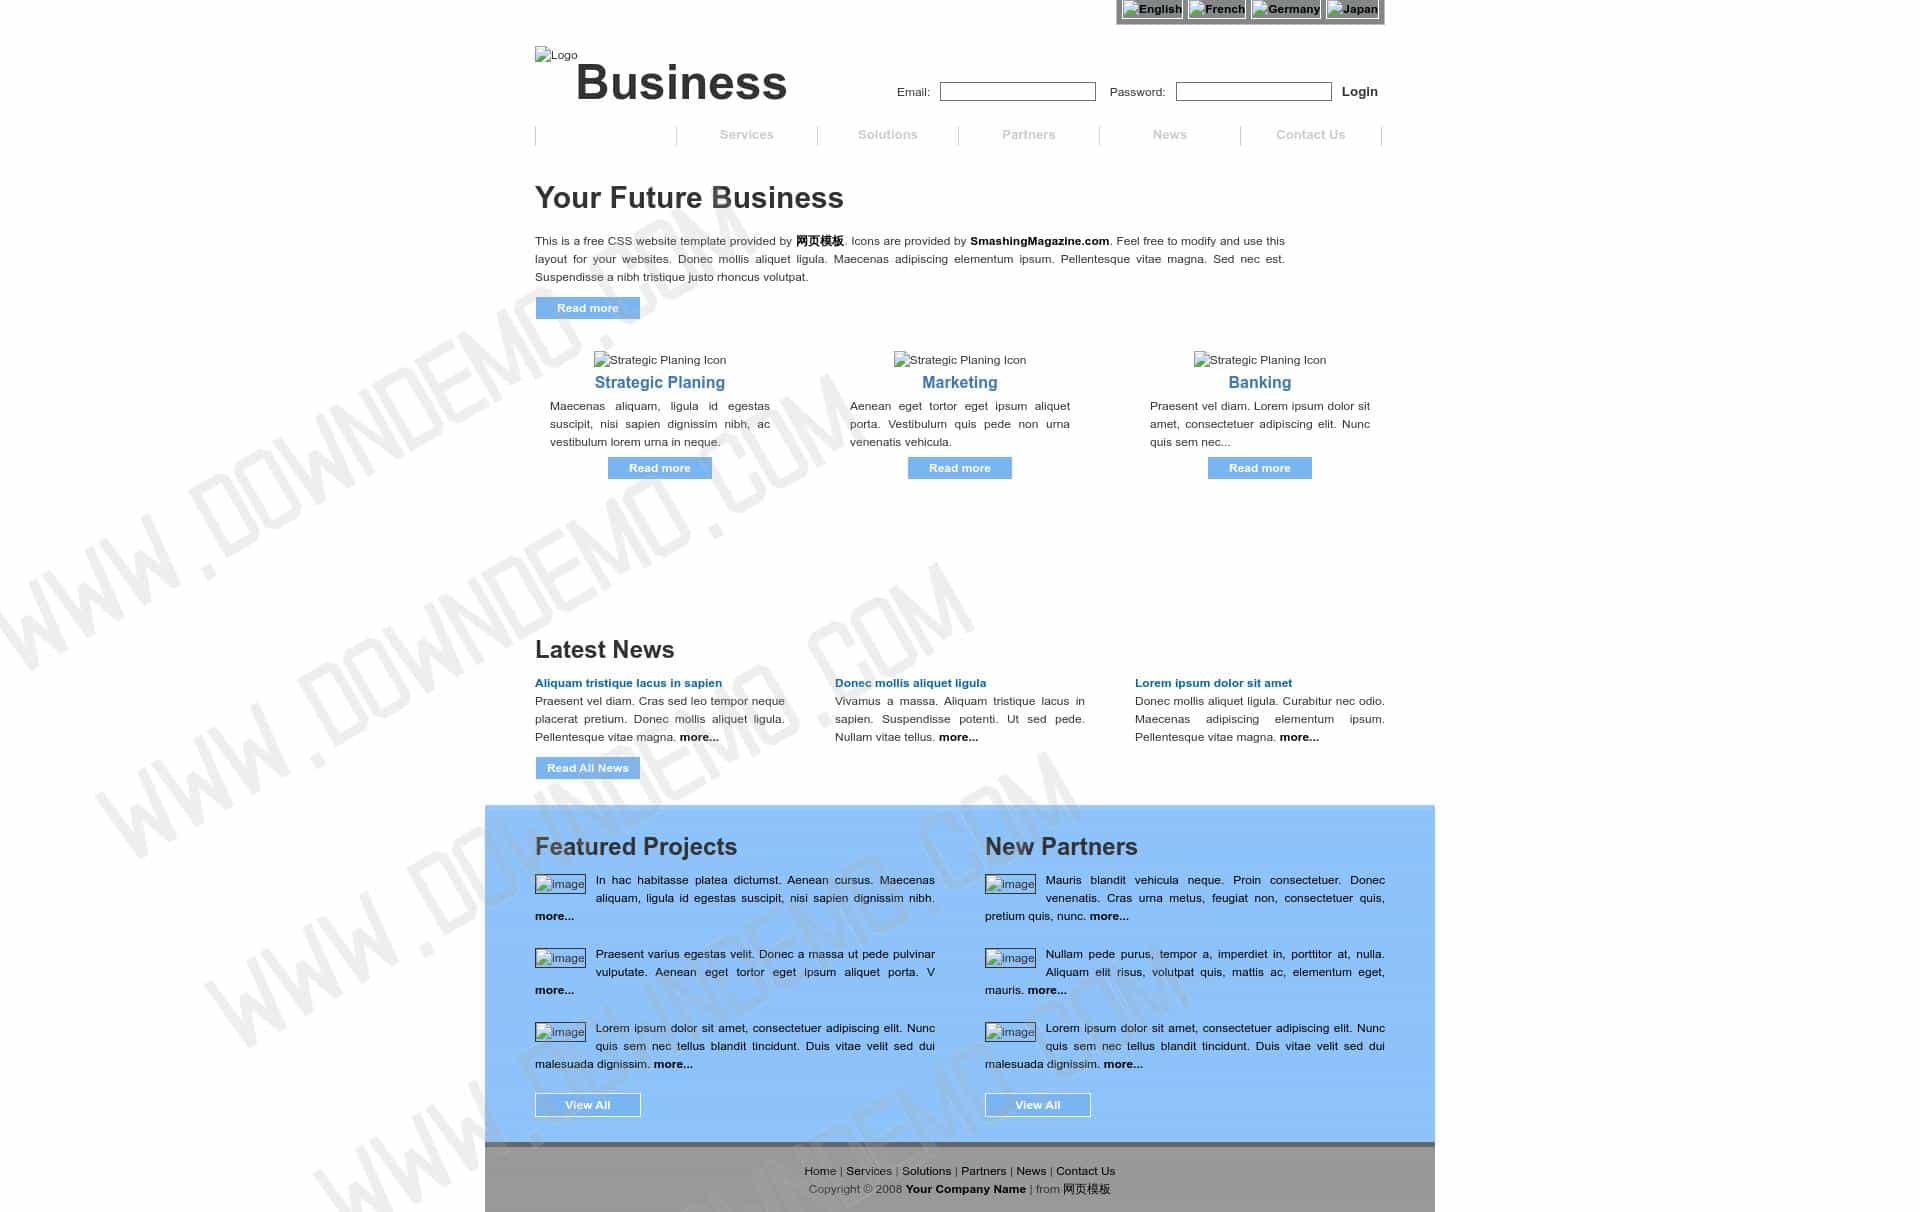 English French Germany Japan
Logo
Business
Email: Password: Login
Services Solutions Partners News Contact Us
Your Future Business
This is a free CSS website template provided by 网页模板. Icons are provided by SmashingMagazine.com. Feel free to modify and use this
layout for your websites. Donec mollis aliquet ligula. Maecenas adipiscing elementum ipsum. Pellentesque vitae magna. Sed nec est.
Suspendisse a nibh tristique justo rhoncus volutpat.
Read more
Strategic Planing Icon
Strategic Planing
Maecenas aliquam, ligula id egestas
suscipit, nisi sapien dignissim nibh, ac
vestibulum lorem urna in neque.
Read more
Strategic Planing Icon
Marketing
Aenean eget tortor eget ipsum aliquet
porta. Vestibulum quis pede non urna
venenatis vehicula.
Read more
Strategic Planing Icon
Banking
Praesent vel diam. Lorem ipsum dolor sit
amet, consectetuer adipiscing elit. Nunc
quis sem nec...
Read more
Latest News
Aliquam tristique lacus in sapien
Praesent vel diam. Cras sed leo tempor neque
placerat pretium. Donec mollis aliquet ligula.
Pellentesque vitae magna. more...
Donec mollis aliquet ligula
Vivamus a massa. Aliquam tristique lacus in
sapien. Suspendisse potenti. Ut sed pede.
Nullam vitae tellus. more...
Lorem ipsum dolor sit amet
Donec mollis aliquet ligula. Curabitur nec odio.
Maecenas adipiscing elementum ipsum.
Pellentesque vitae magna. more...
Read All News
Featured Projects
image In hac habitasse platea dictumst. Aenean cursus. Maecenas
aliquam, ligula id egestas suscipit, nisi sapien dignissim nibh.
more...
image Praesent varius egestas velit. Donec a massa ut pede pulvinar
vulputate. Aenean eget tortor eget ipsum aliquet porta. V
more...
image Lorem ipsum dolor sit amet, consectetuer adipiscing elit. Nunc
quis sem nec tellus blandit tincidunt. Duis vitae velit sed dui
malesuada dignissim. more...
View All
New Partners
image Mauris blandit vehicula neque. Proin consectetuer. Donec
venenatis. Cras urna metus, feugiat non, consectetuer quis,
pretium quis, nunc. more...
image Nullam pede purus, tempor a, imperdiet in, porttitor at, nulla.
Aliquam elit risus, volutpat quis, mattis ac, elementum eget,
mauris. more...
image Lorem ipsum dolor sit amet, consectetuer adipiscing elit. Nunc
quis sem nec tellus blandit tincidunt. Duis vitae velit sed dui
malesuada dignissim. more...
View All
Home | Services | Solutions | Partners | News | Contact Us
Copyright © 2008 Your Company Name | from 网页模板
WWW.DOWNDEMO.COM
WWW.DOWNDEMO.COM
WWW.DOWNDEMO.COM
WWW.DOWNDEMO.COM
WWW.DOWNDEMO.COM